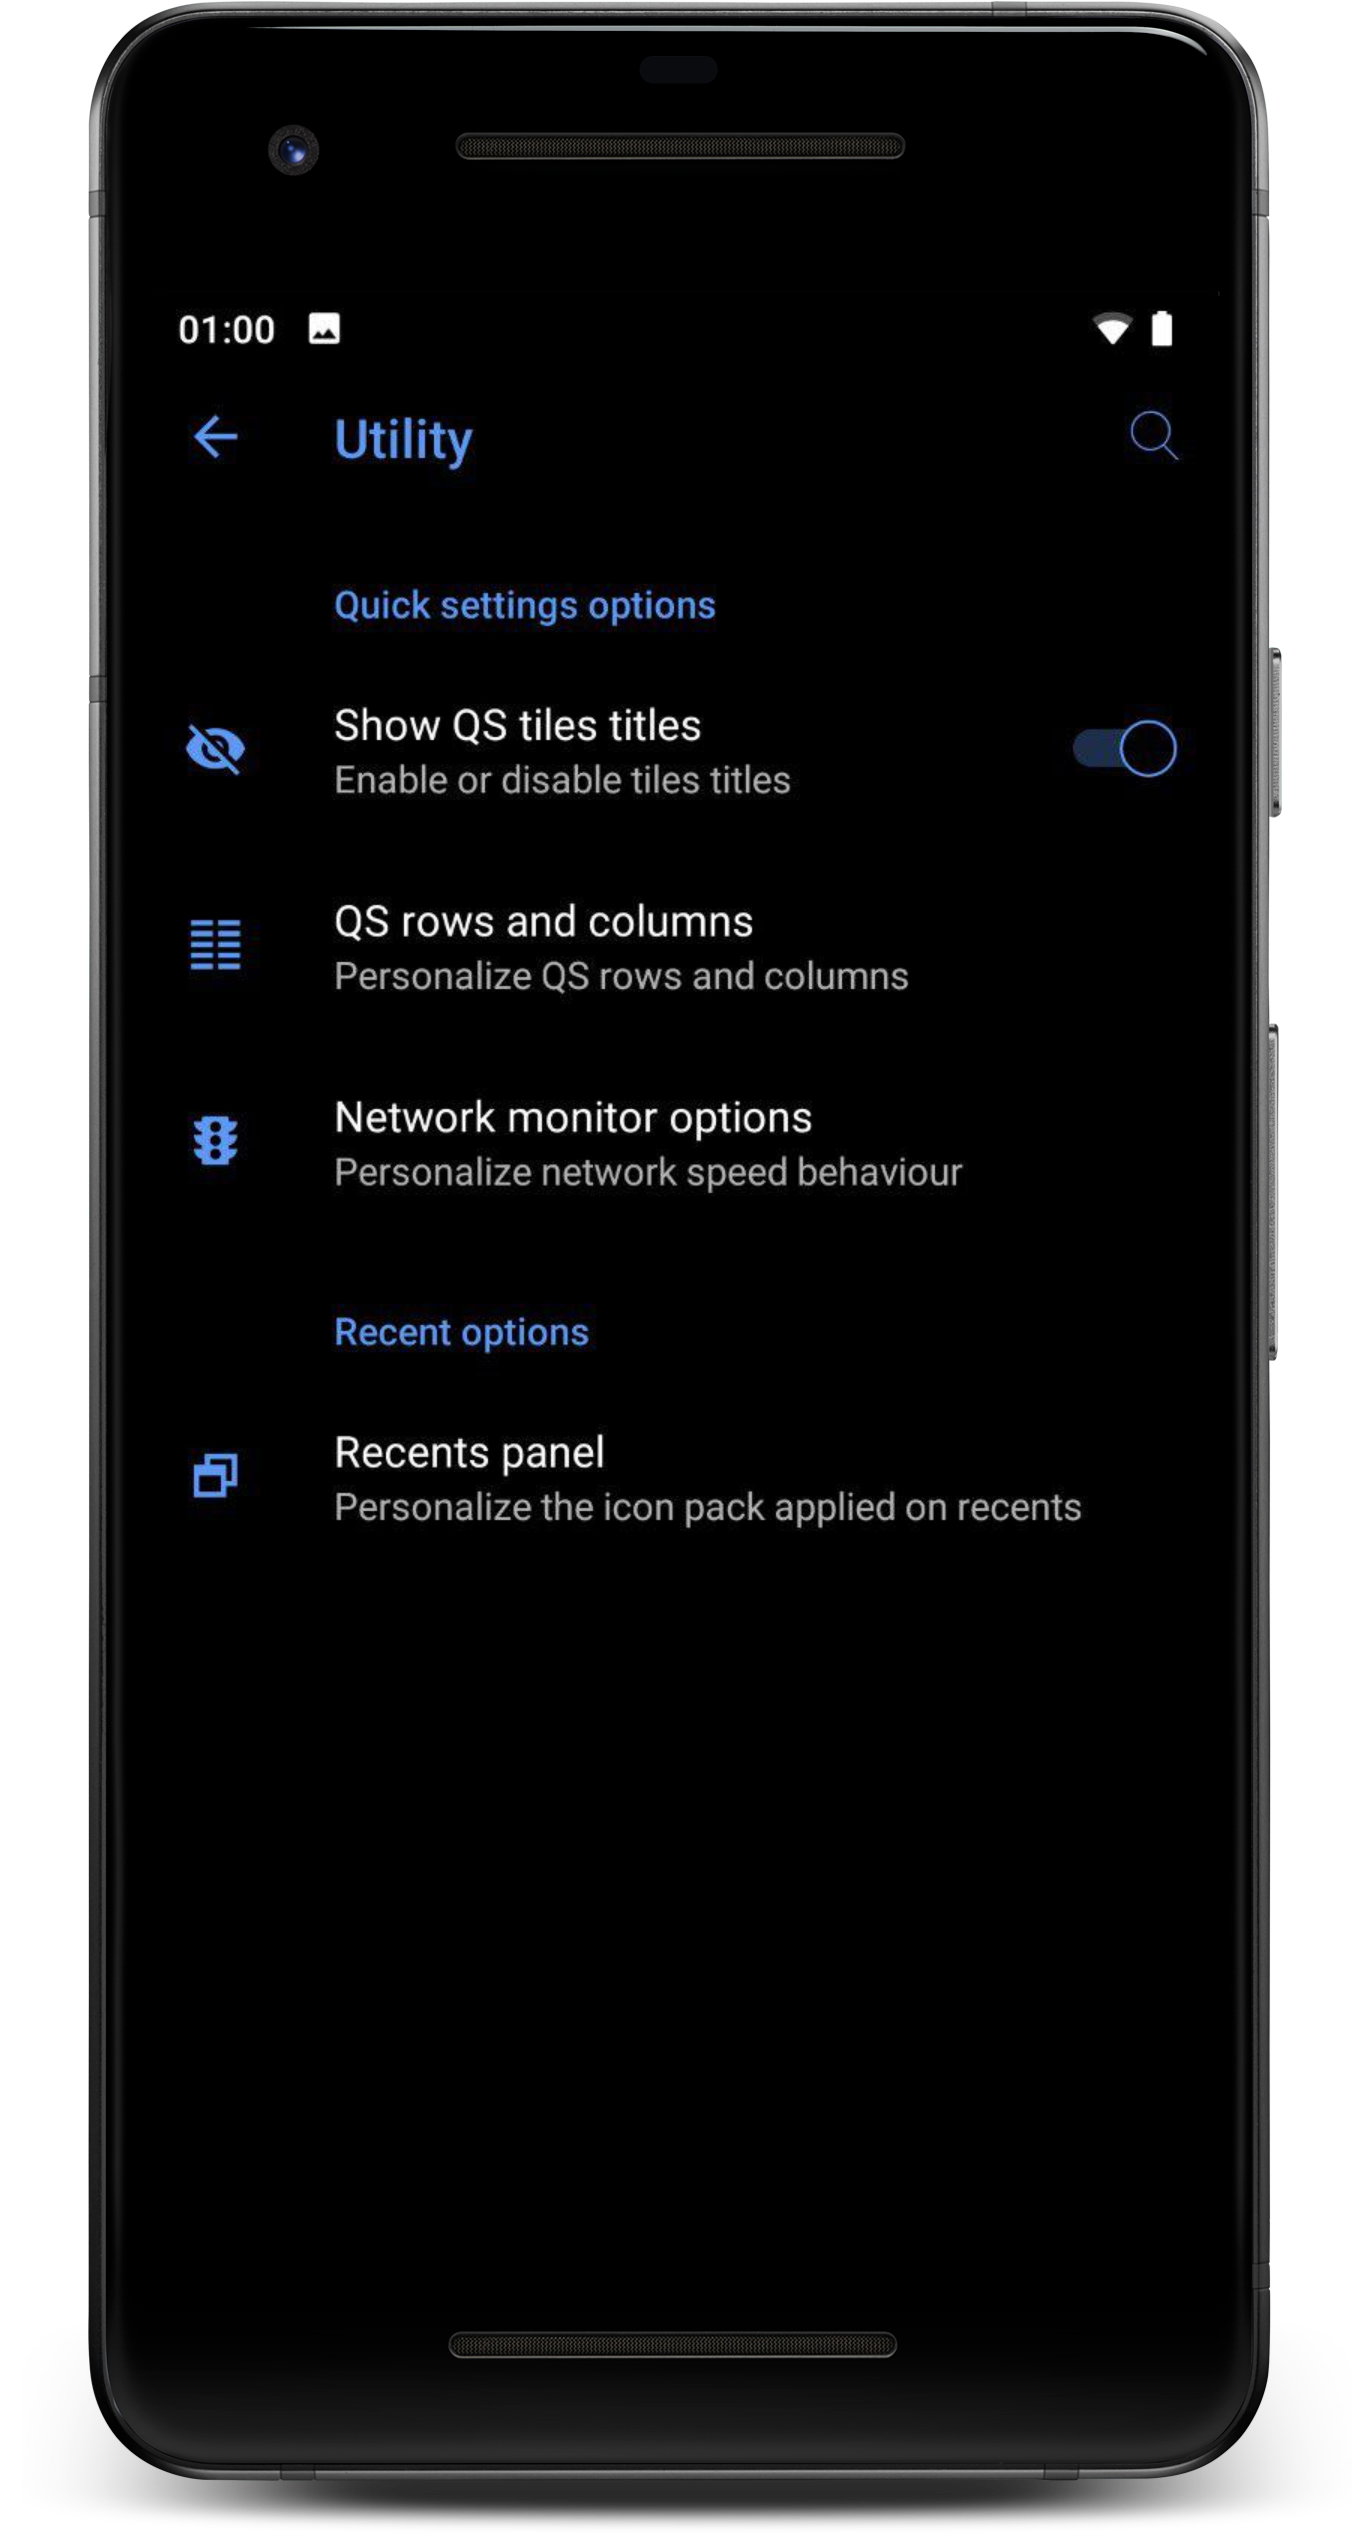 01:00
Utility
Quick settings options
Show QS tiles titles
Enable or disable tiles titles
QS rows and columns
Personalize QS rows and columns
Network monitor options
Personalize network speed behaviour
Recent options
Recents panel
Personalize the icon pack applied on recents